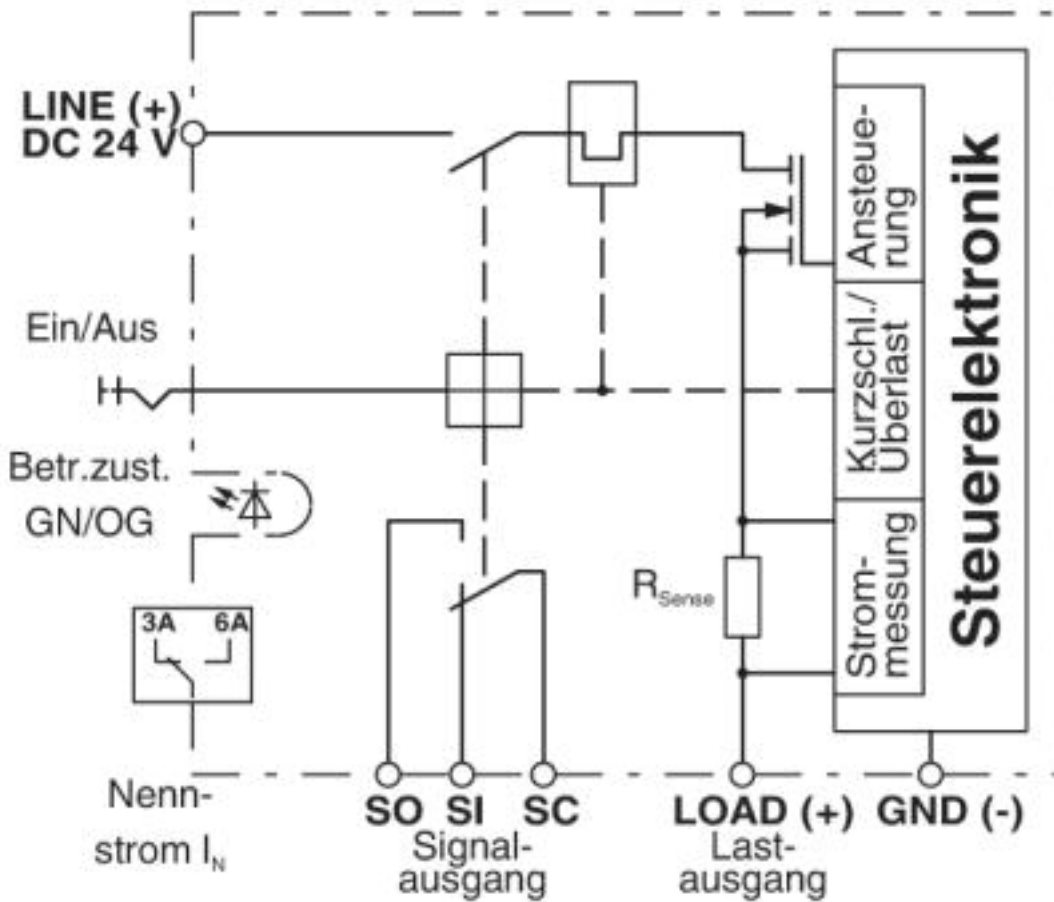 LINE (+)
DC 24 V
Ein/Aus
Betr.zust.
GN/OG
3A 6A
Nenn-
strom I_N
SO SI SC
Signal-
ausgang
R_Sense
LOAD (+)
Last-
ausgang
GND (-)
Ansteue-
rung
Kurzschl./
Überlast
Strom-
messung
Steuerelektronik